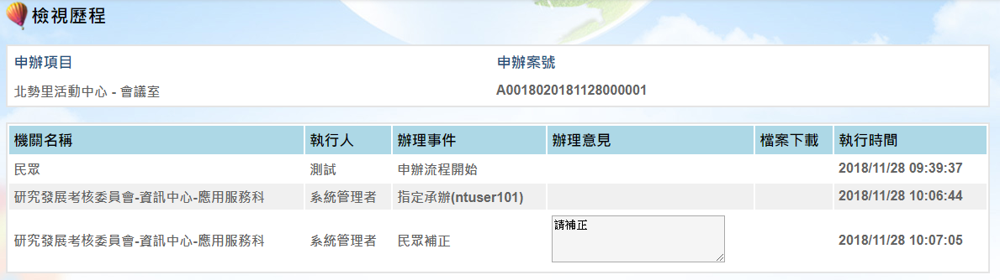 檢視歷程
申辦項目 申辦案號
北勢里活動中心 - 會議室 A0018020181128000001
機關名稱 執行人 辦理事件 辦理意見 檔案下載 執行時間
民眾 測試 申辦流程開始 2018/11/28 09:39:37
研究發展考核委員會-資訊中心-應用服務科 系統管理者 指定承辦(ntuser101) 2018/11/28 10:06:44
研究發展考核委員會-資訊中心-應用服務科 系統管理者 民眾補正 請補正 2018/11/28 10:07:05